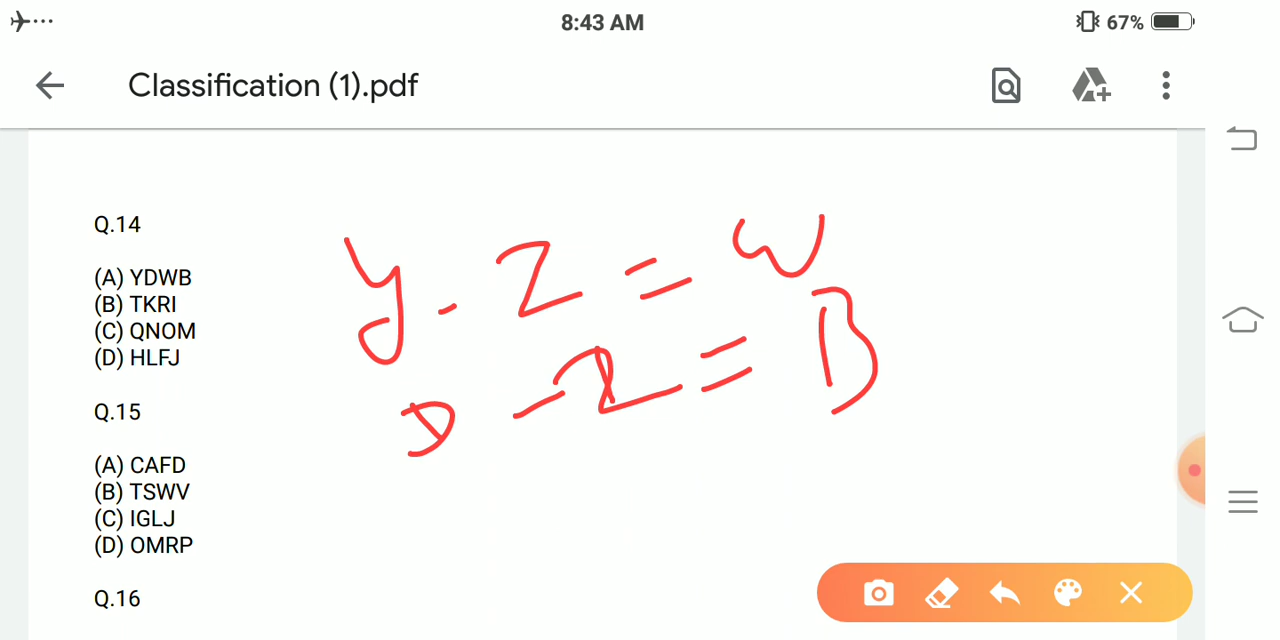 8:43 AM
67%
Classification (1).pdf
Q.14
(A) YDWB
(B) TKRI
(C) QNOM
(D) HLFJ
y - 2 = W
D - 2 = B
Q.15
(A) CAFD
(B) TSWV
(C) IGLJ
(D) OMRP
Q.16